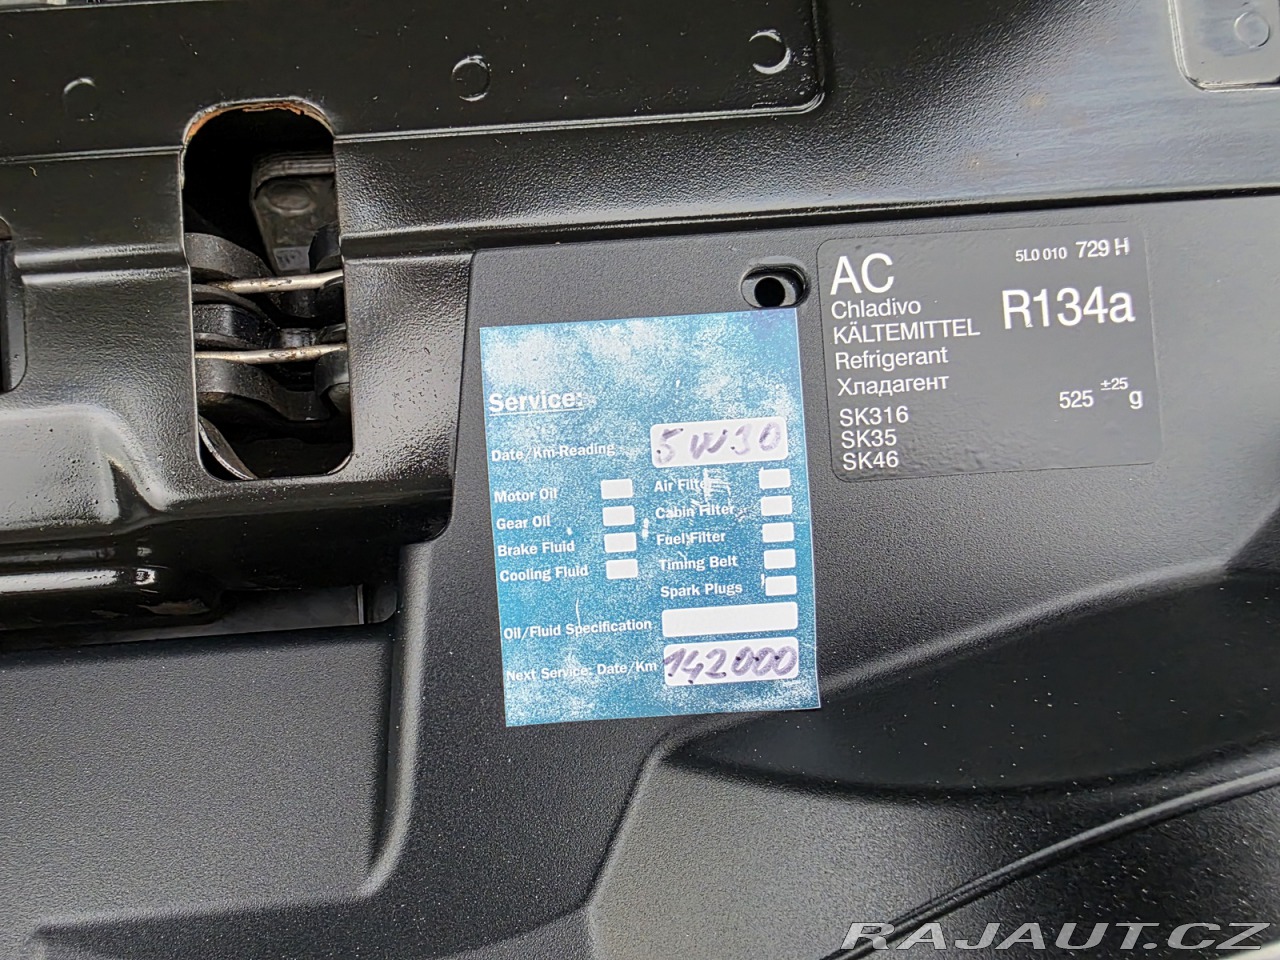 AC 5L0 010 729 H
Chladivo
KÄLTEMITTEL R134a
Refrigerant
Хладагент
SK316 525 ±25 g
SK35
SK46
Service:
Date/Km-Reading 5W30
Motor Oil Air Filter
Gear Oil Cabin Filter
Brake Fluid Fuel Filter
Cooling Fluid Timing Belt
Spark Plugs
Oil/Fluid Specification
Next Service: Date/Km 142000
RAJAUT.CZ